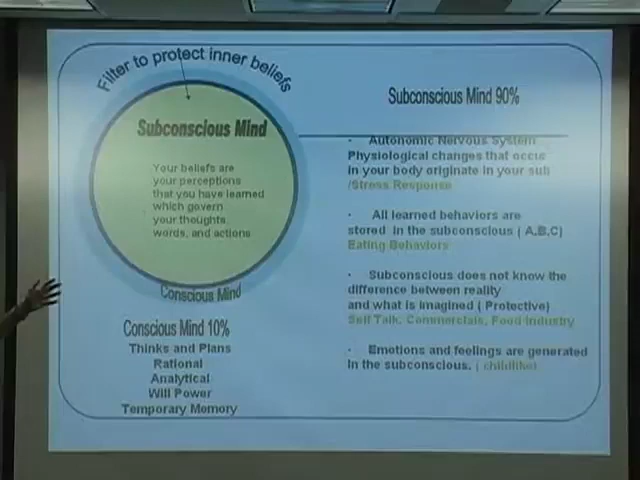 Filter to protect inner beliefs
Subconscious Mind
Your beliefs are
your perceptions
that you have learned
which govern
your thoughts
words, and actions
Conscious Mind
Conscious Mind 10%
Thinks and Plans
Rational
Analytical
Will Power
Temporary Memory
Subconscious Mind 90%
· Autonomic Nervous System
Physiological changes that occus
in your body originate in your sub
/Stress Response
· All learned behaviors are
stored in the subconscious ( A,B,C)
Eating Behaviors
· Subconscious does not know the
difference between reality
and what is imagined ( Protective)
Self Talk, Commercials, Food Industry
· Emotions and feelings are generated
in the subconscious. ( childlike)